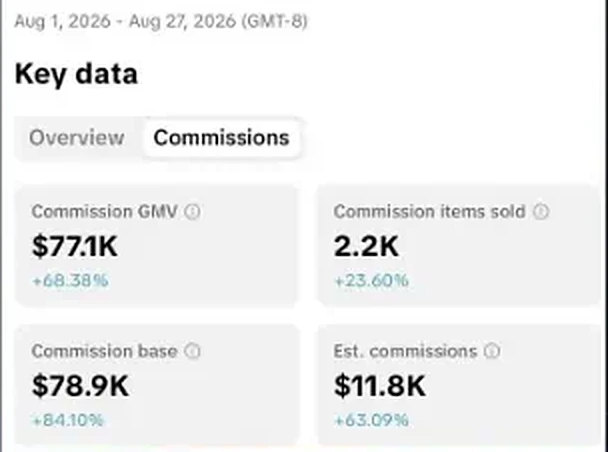 Aug 1, 2026 - Aug 27, 2026 (GMT-8)
Key data
Overview Commissions
Commission GMV
$77.1K
+68.38%
Commission items sold
2.2K
+23.60%
Commission base
$78.9K
+84.10%
Est. commissions
$11.8K
+63.09%